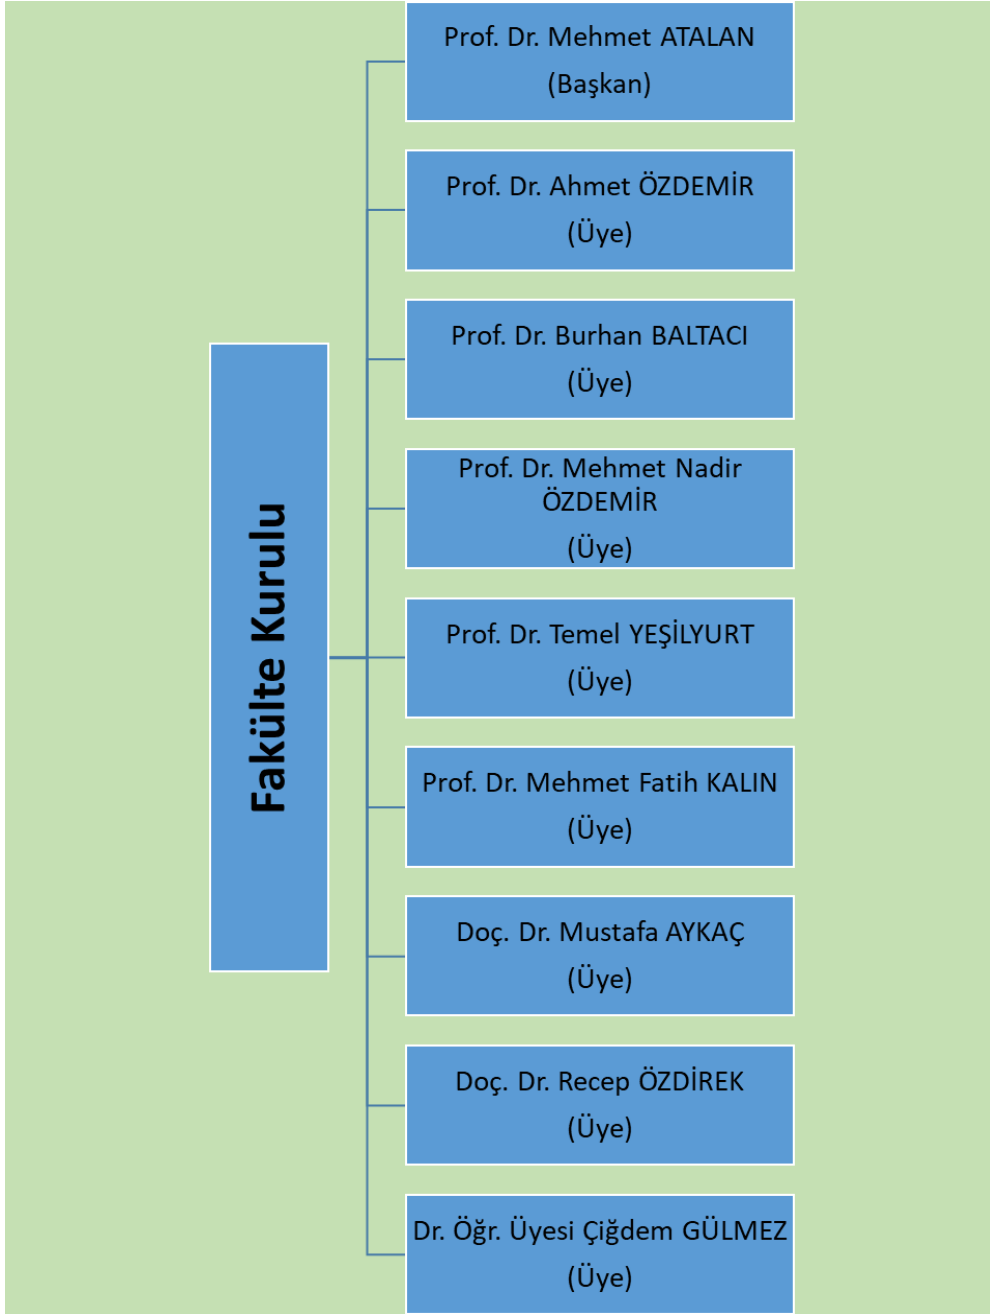 Prof. Dr. Mehmet ATALAN
(Başkan)
Prof. Dr. Ahmet ÖZDEMİR
(Üye)
Prof. Dr. Burhan BALTACI
(Üye)
Prof. Dr. Mehmet Nadir
ÖZDEMİR
(Üye)
Fakülte Kurulu
Prof. Dr. Temel YEŞİLYURT
(Üye)
Prof. Dr. Mehmet Fatih KALIN
(Üye)
Doç. Dr. Mustafa AYKAÇ
(Üye)
Doç. Dr. Recep ÖZDİREK
(Üye)
Dr. Öğr. Üyesi Çiğdem GÜLMEZ
(Üye)